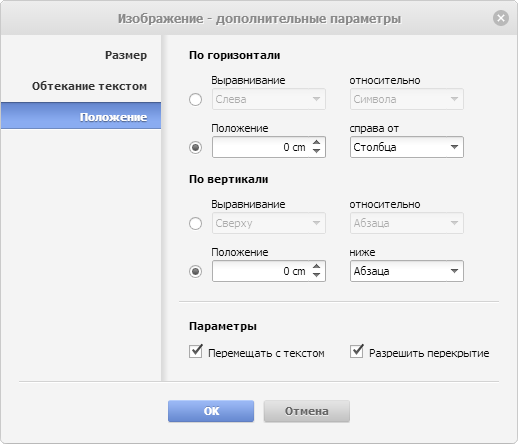 Изображение - дополнительные параметры
Размер
Обтекание текстом
Положение
По горизонтали
Выравнивание относительно
Слева Символа
Положение справа от
0 cm Столбца
По вертикали
Выравнивание относительно
Сверху Абзаца
Положение ниже
0 cm Абзаца
Параметры
Перемещать с текстом Разрешить перекрытие
OK Отмена